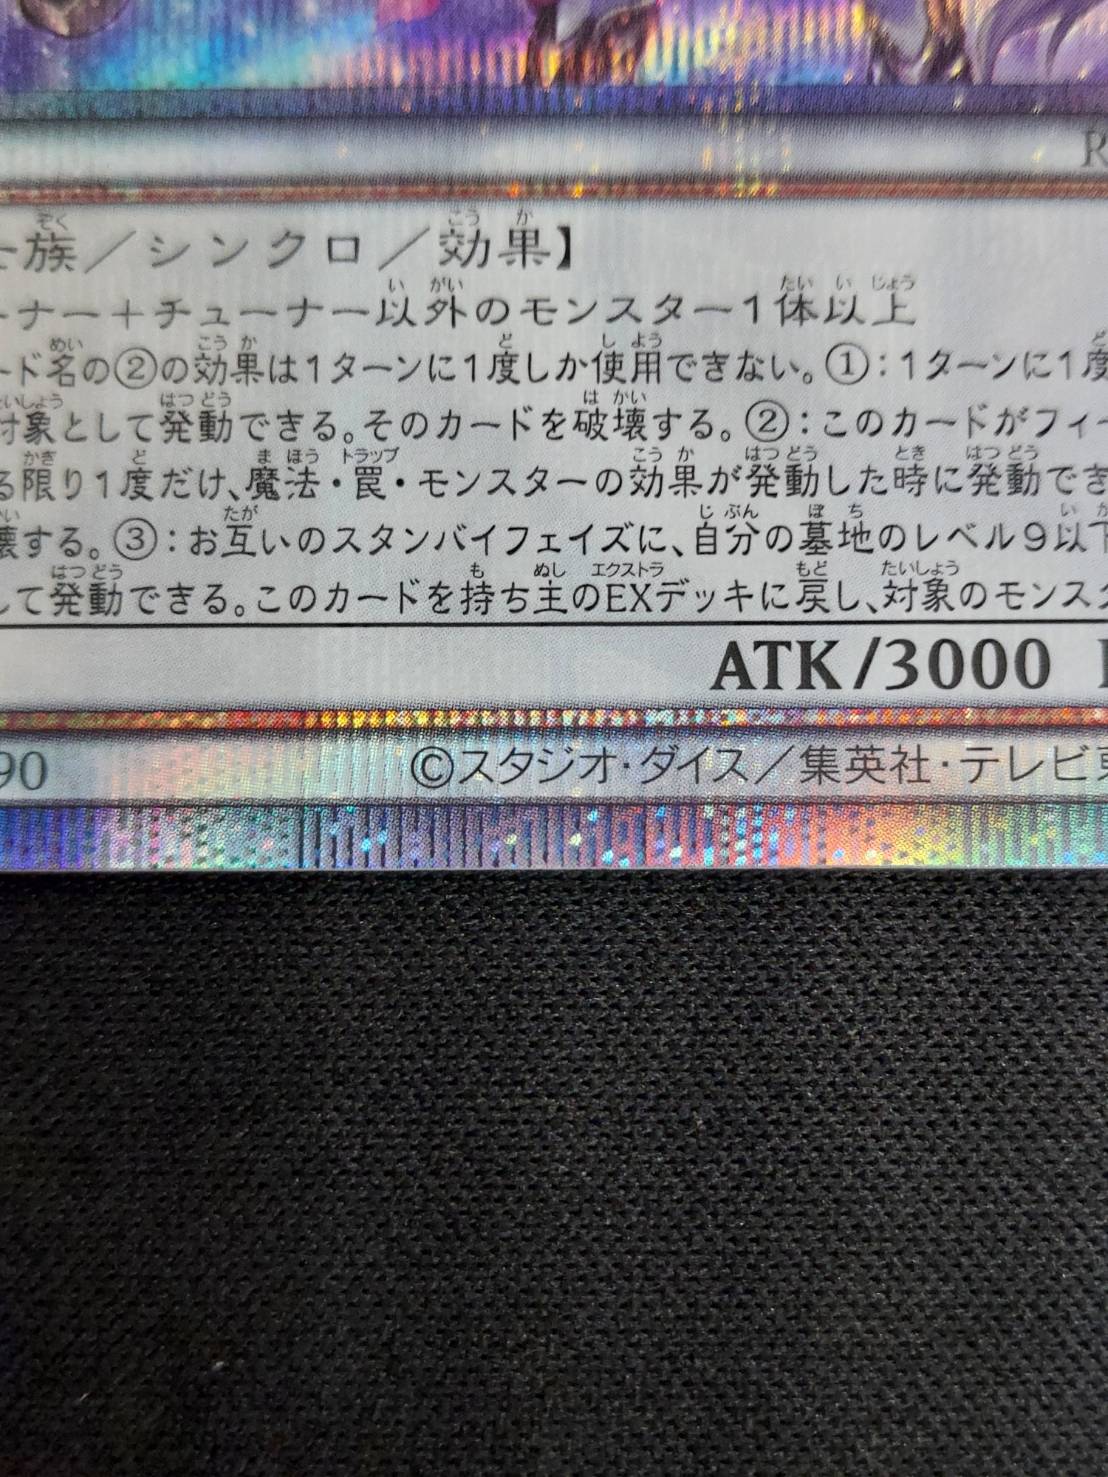 R
族／シンクロ／効果】
ーナー＋チューナー以外のモンスター1体以上
ード名の②の効果は1ターンに1度しか使用できない。①：1ターンに1度
対象として発動できる。そのカードを破壊する。②：このカードがフィー
る限り1度だけ、魔法・罠・モンスターの効果が発動した時に発動でき
壊する。③：お互いのスタンバイフェイズに、自分の墓地のレベル9以下
して発動できる。このカードを持ち主のEXデッキに戻し、対象のモンスタ
ATK/3000
90
©スタジオ・ダイス／集英社・テレビ東